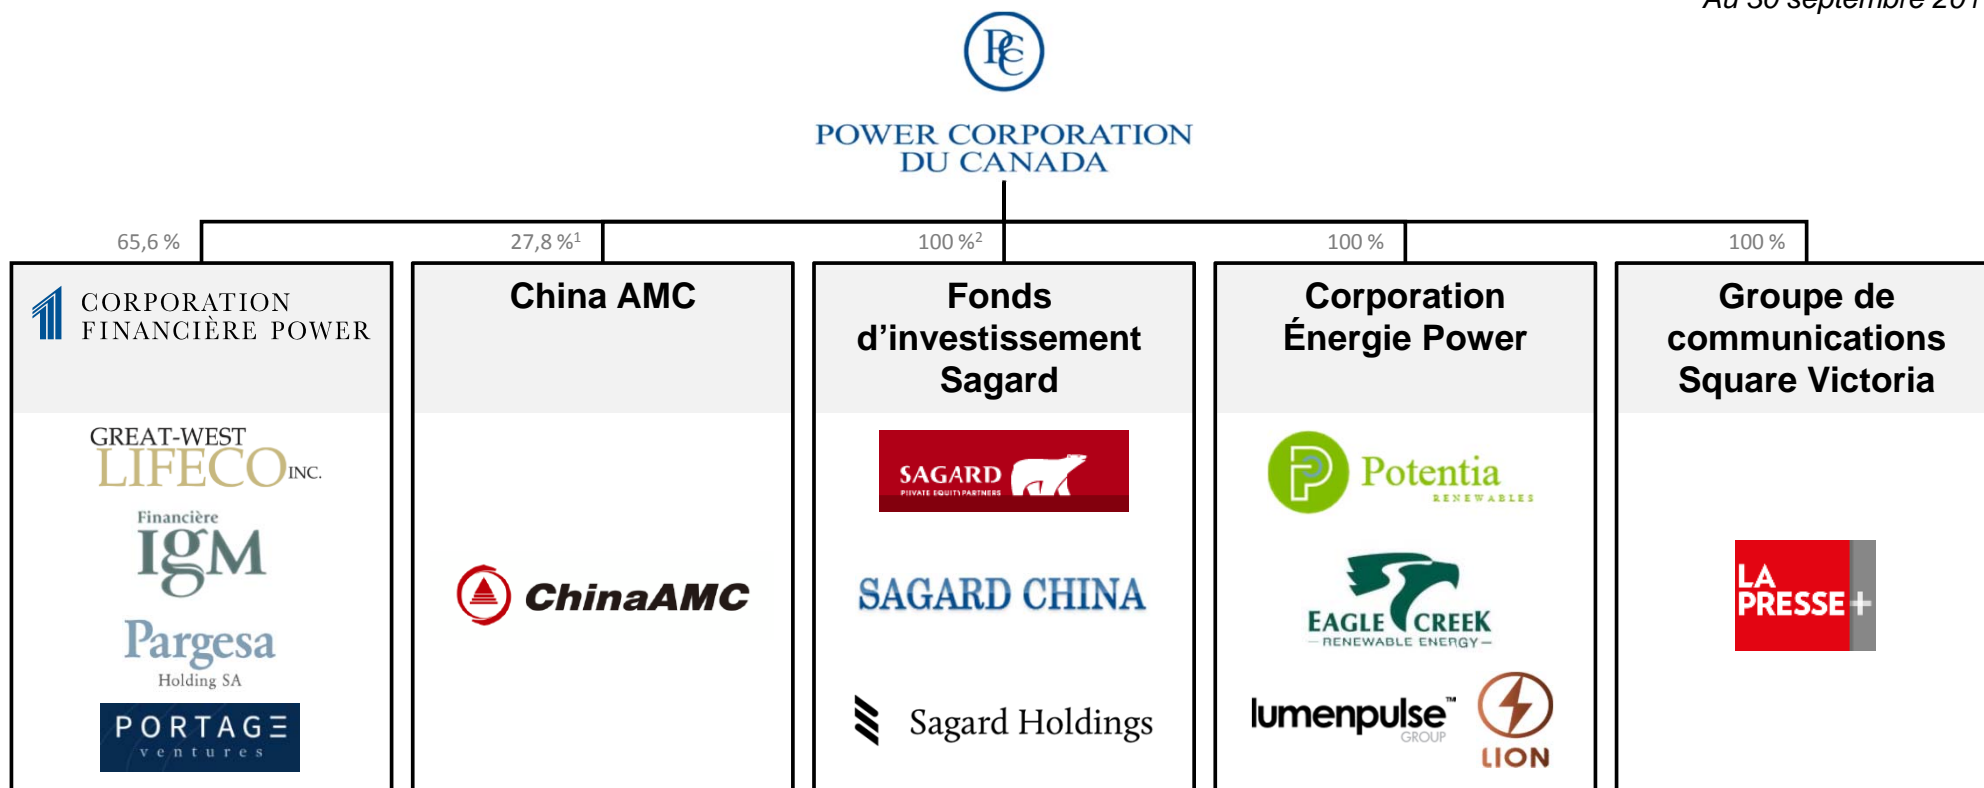 Au 30 septembre 201
PCC
POWER CORPORATION
DU CANADA
65,6 %
27,8 %1
100 %2
100 %
100 %
CORPORATION
FINANCIÈRE POWER
China AMC
Fonds
d’investissement
Sagard
Corporation
Énergie Power
Groupe de
communications
Square Victoria
GREAT-WEST
LIFECO INC.
Financière
IGM
Pargesa
Holding SA
PORTAGE
ventures
ChinaAMC
SAGARD
PRIVATE EQUITY PARTNERS
SAGARD CHINA
Sagard Holdings
Potentia
RENEWABLES
EAGLE CREEK
RENEWABLE ENERGY
lumenpulse™
GROUP
LION
LA
PRESSE+